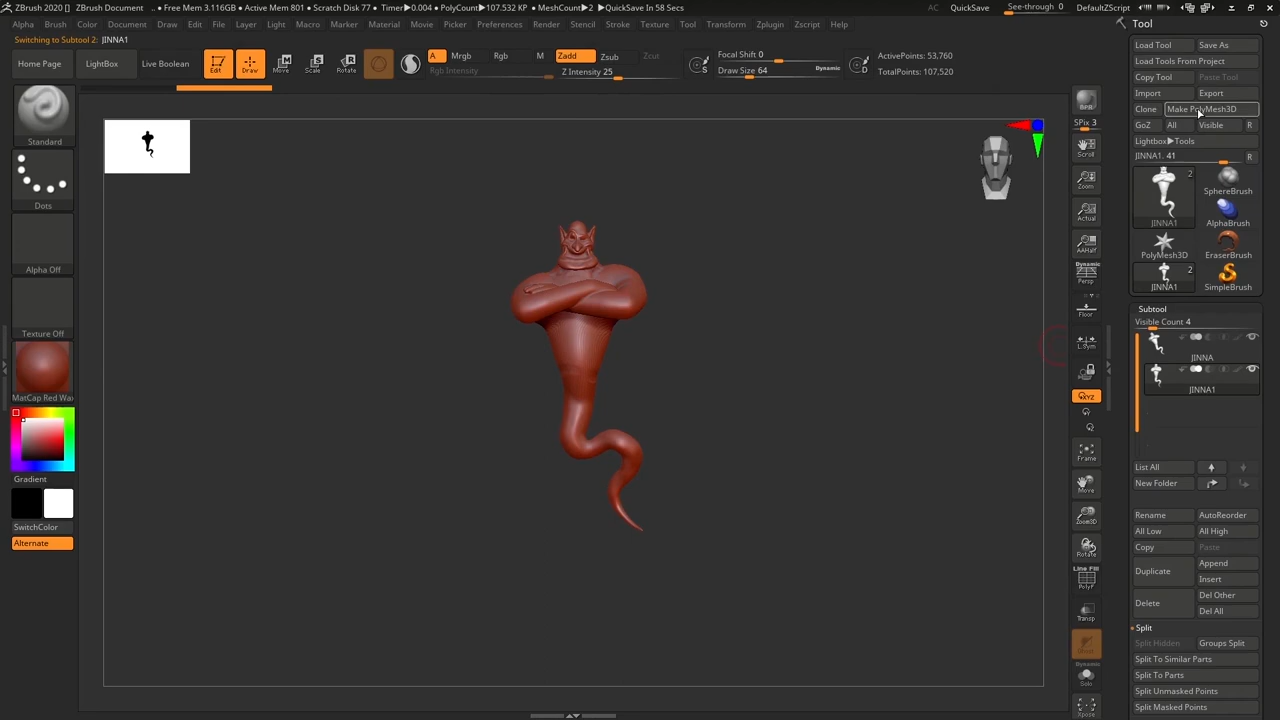 ZBrush 2020 [] ZBrush Document .. • Free Mem 3.116GB • Active Mem 801 • Scratch Disk 77 • Timer▶0.004 • PolyCount▶107.532 KP • MeshCount▶2 ▶QuickSave In 58 Secs AC QuickSave See-through 0 DefaultZScript
Alpha Brush Color Document Draw Edit File Layer Light Macro Marker Material Movie Picker Preferences Render Stencil Stroke Texture Tool Transform Zplugin Zscript Help
Switching to Subtool 2: JINNA1
Home Page
LightBox
Live Boolean
Edit
Draw
Move
Scale
Rotate
A
Mrgb
Rgb
M
Zadd
Zsub
Zcut
Rgb Intensity
Z Intensity 25
S
Focal Shift 0
Draw Size 64
Dynamic
D
ActivePoints: 53,760
TotalPoints: 107,520
Standard
Dots
Alpha Off
Texture Off
MatCap Red Wax
Gradient
SwitchColor
Alternate
BPR
SPix 3
Scroll
Zoom
Actual
AAHalf
Dynamic
Persp
Floor
L.Sym
XYZ
Frame
Move
Zoom3D
Rotate
Line Fill
PolyF
Transp
Ghost
Dynamic
Solo
Xpose
Tool
Load Tool
Save As
Load Tools From Project
Copy Tool
Paste Tool
Import
Export
Clone
Make PolyMesh3D
GoZ
All
Visible
R
Lightbox▶Tools
JINNA1. 41
R
2
JINNA1
SphereBrush
AlphaBrush
PolyMesh3D
EraserBrush
2
JINNA1
SimpleBrush
Subtool
Visible Count 4
JINNA
JINNA1
List All
New Folder
Rename
AutoReorder
All Low
All High
Copy
Paste
Duplicate
Append
Insert
Delete
Del Other
Del All
Split
Split Hidden
Groups Split
Split To Similar Parts
Split To Parts
Split Unmasked Points
Split Masked Points